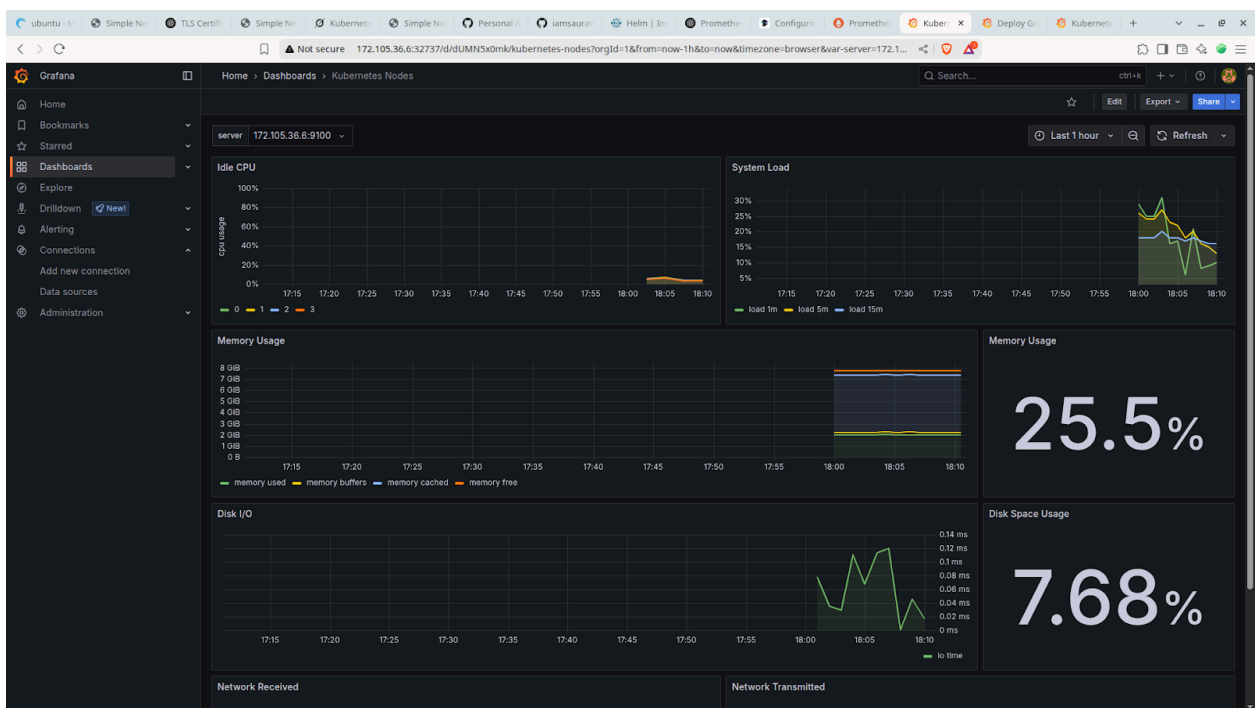 ubuntu - M
Simple No
TLS Certific
Simple No
Kubernete
Simple No
Personal A
iamsaurav
Helm | Ins
Promethe
Configurin
Promethe
Kubern
Deploy Gr
Kubernete
Not secure 172.105.36.6:32737/d/dUMN5x0mk/kubernetes-nodes?orgId=1&from=now-1h&to=now&timezone=browser&var-server=172.1...
Grafana
Home › Dashboards › Kubernetes Nodes
Search...
ctrl+k
Home
Bookmarks
Starred
Dashboards
Explore
Drilldown New!
Alerting
Connections
Add new connection
Data sources
Administration
Edit
Export
Share
server 172.105.36.6:9100
Last 1 hour
Refresh
Idle CPU
cpu usage
100%
80%
60%
40%
20%
0%
17:15 17:20 17:25 17:30 17:35 17:40 17:45 17:50 17:55 18:00 18:05 18:10
0 1 2 3
System Load
30%
25%
20%
15%
10%
5%
17:15 17:20 17:25 17:30 17:35 17:40 17:45 17:50 17:55 18:00 18:05 18:10
load 1m load 5m load 15m
Memory Usage
8 GiB
7 GiB
6 GiB
5 GiB
4 GiB
3 GiB
2 GiB
1 GiB
0 B
17:15 17:20 17:25 17:30 17:35 17:40 17:45 17:50 17:55 18:00 18:05 18:10
memory used memory buffers memory cached memory free
Memory Usage
25.5%
Disk I/O
0.14 ms
0.12 ms
0.1 ms
0.08 ms
0.06 ms
0.04 ms
0.02 ms
0 ms
17:15 17:20 17:25 17:30 17:35 17:40 17:45 17:50 17:55 18:00 18:05 18:10
io time
Disk Space Usage
7.68%
Network Received
Network Transmitted